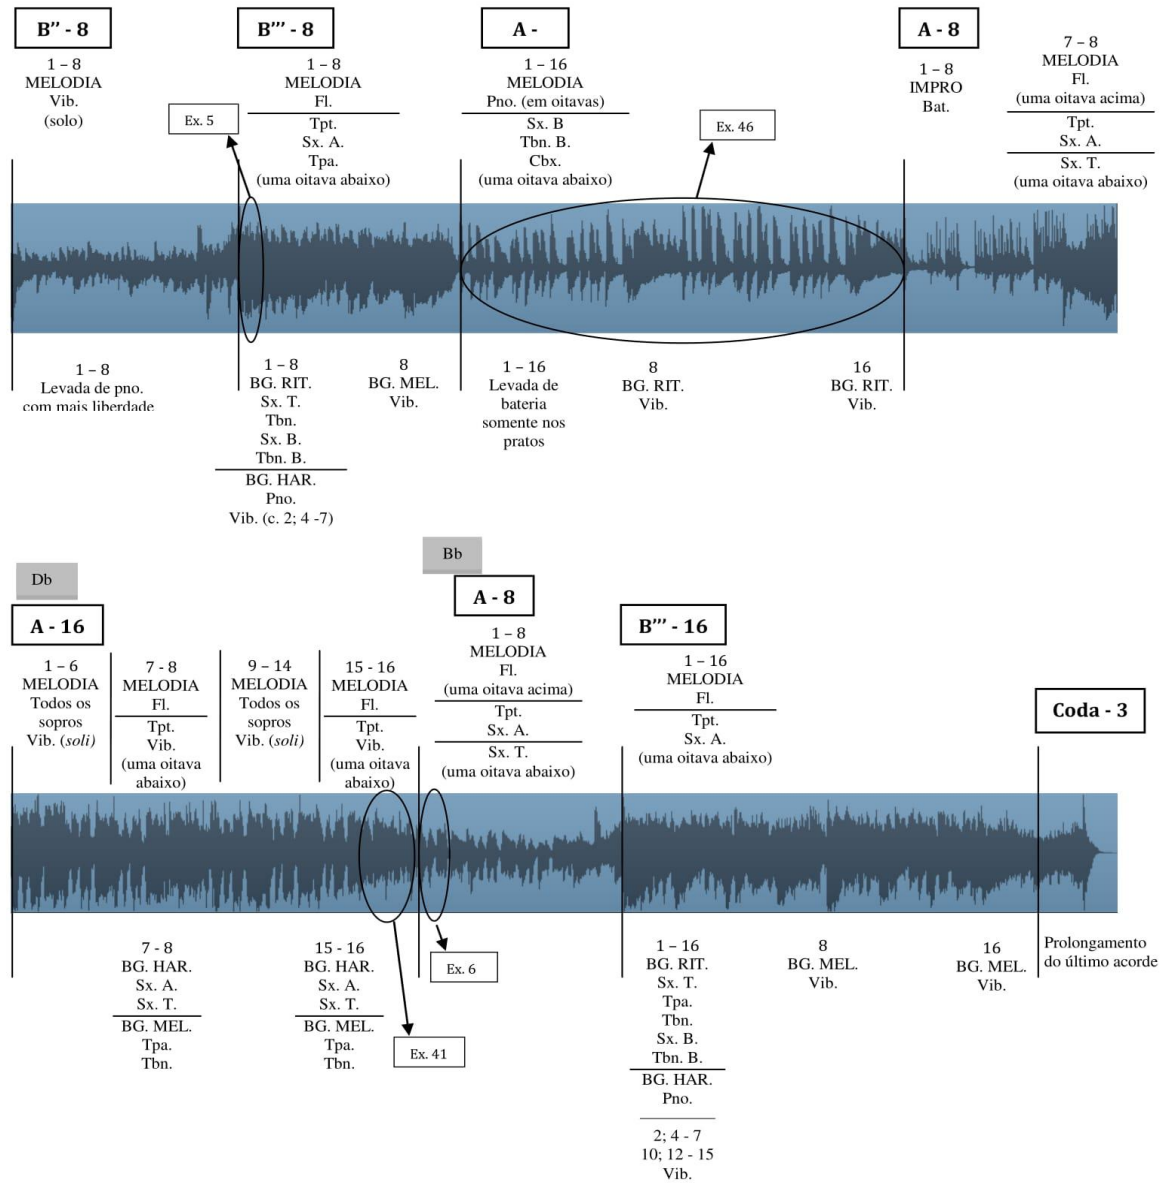 B’’ - 8
1 – 8
MELODIA
Vib.
(solo)
Ex. 5
B’’’ - 8
1 – 8
MELODIA
Fl.
Tpt.
Sx. A.
Tpa.
(uma oitava abaixo)
A -
1 – 16
MELODIA
Pno. (em oitavas)
Sx. B
Tbn. B.
Cbx.
(uma oitava abaixo)
Ex. 46
A - 8
1 – 8
IMPRO
Bat.
7 – 8
MELODIA
Fl.
(uma oitava acima)
Tpt.
Sx. A.
Sx. T.
(uma oitava abaixo)
1 – 8
Levada de pno.
com mais liberdade
1 – 8
BG. RIT.
Sx. T.
Tbn.
Sx. B.
Tbn. B.
BG. HAR.
Pno.
Vib. (c. 2; 4 -7)
8
BG. MEL.
Vib.
1 – 16
Levada de
bateria
somente nos
pratos
8
BG. RIT.
Vib.
16
BG. RIT.
Vib.
Db
A - 16
1 – 6
MELODIA
Todos os
sopros
Vib. (soli)
7 - 8
MELODIA
Fl.
Tpt.
Vib.
(uma oitava
abaixo)
9 – 14
MELODIA
Todos os
sopros
Vib. (soli)
15 - 16
MELODIA
Fl.
Tpt.
Vib.
(uma oitava
abaixo)
Bb
A - 8
1 – 8
MELODIA
Fl.
(uma oitava acima)
Tpt.
Sx. A.
Sx. T.
(uma oitava abaixo)
B’’’ - 16
1 – 16
MELODIA
Fl.
Tpt.
Sx. A.
(uma oitava abaixo)
Coda - 3
7 - 8
BG. HAR.
Sx. A.
Sx. T.
BG. MEL.
Tpa.
Tbn.
15 - 16
BG. HAR.
Sx. A.
Sx. T.
BG. MEL.
Tpa.
Tbn.
Ex. 41
Ex. 6
1 – 16
BG. RIT.
Sx. T.
Tpa.
Tbn.
Sx. B.
Tbn. B.
BG. HAR.
Pno.
2; 4 - 7
10; 12 - 15
Vib.
8
BG. MEL.
Vib.
16
BG. MEL.
Vib.
Prolongamento
do último acorde